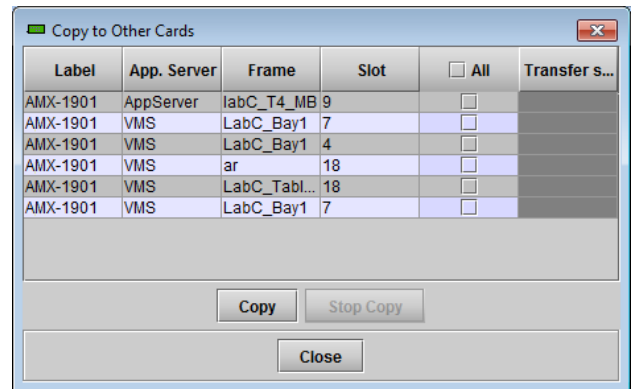 Copy to Other Cards
Label App. Server Frame Slot All Transfer s...
AMX-1901 AppServer labC_T4_MB 9
AMX-1901 VMS LabC_Bay1 7
AMX-1901 VMS LabC_Bay1 4
AMX-1901 VMS ar 18
AMX-1901 VMS LabC_Tabl... 18
AMX-1901 VMS LabC_Bay1 7
Copy Stop Copy
Close